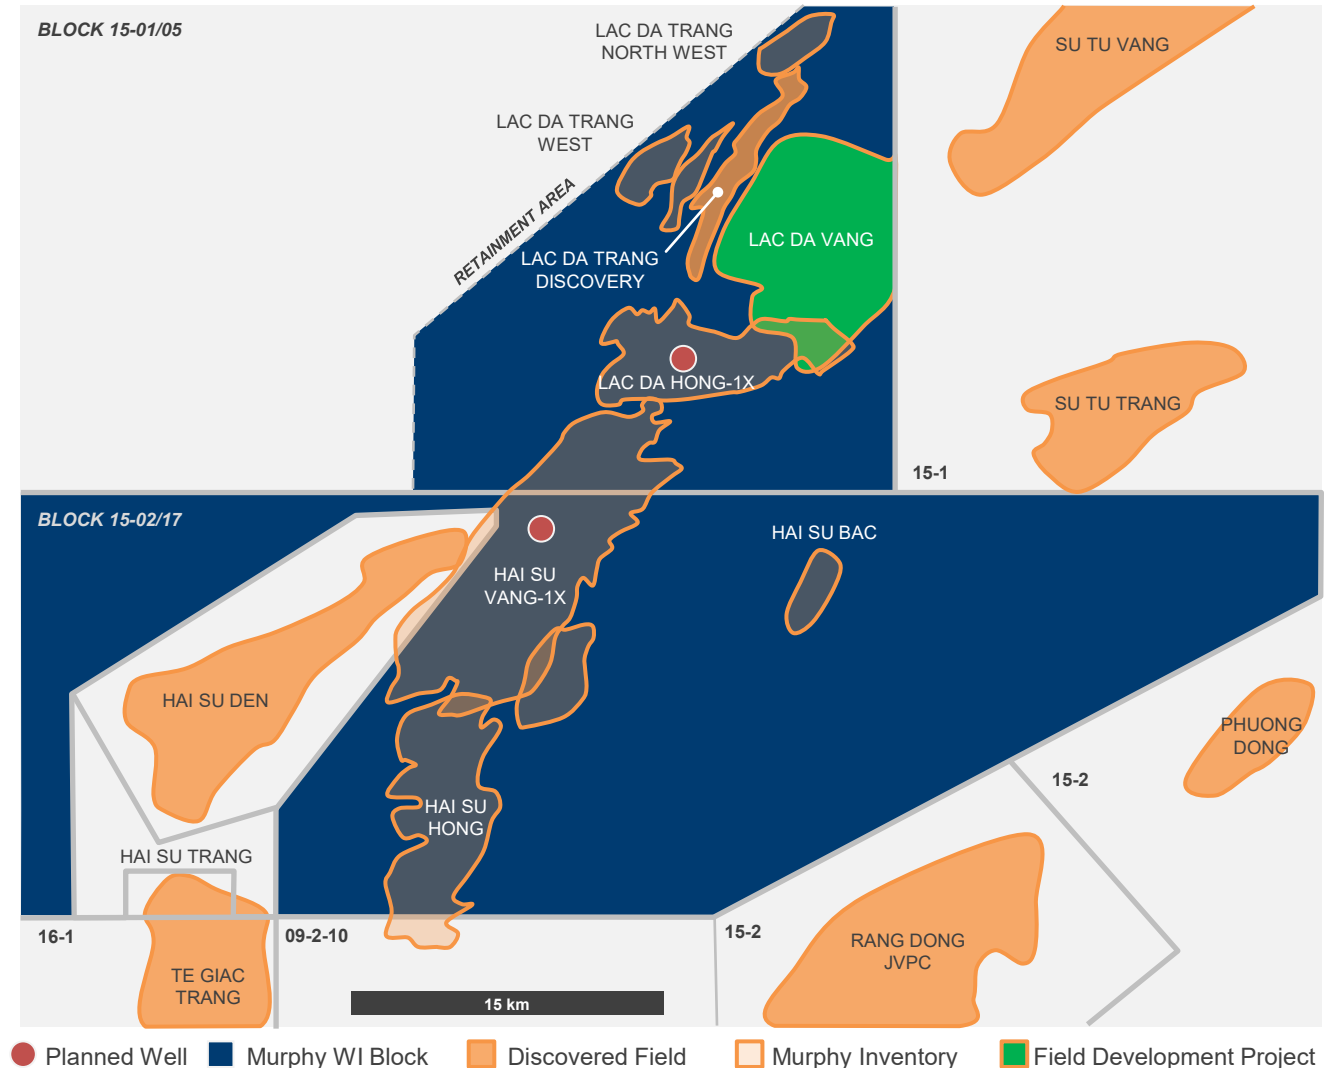 BLOCK 15-01/05
LAC DA TRANG
NORTH WEST
SU TU VANG
LAC DA TRANG
WEST
RETAINMENT AREA
LAC DA VANG
LAC DA TRANG
DISCOVERY
LAC DA HONG-1X
SU TU TRANG
15-1
BLOCK 15-02/17
HAI SU BAC
HAI SU
VANG-1X
HAI SU DEN
PHUONG
DONG
15-2
HAI SU
HONG
HAI SU TRANG
16-1
09-2-10
15-2
RANG DONG
JVPC
TE GIAC
TRANG
15 km
Planned Well
Murphy WI Block
Discovered Field
Murphy Inventory
Field Development Project